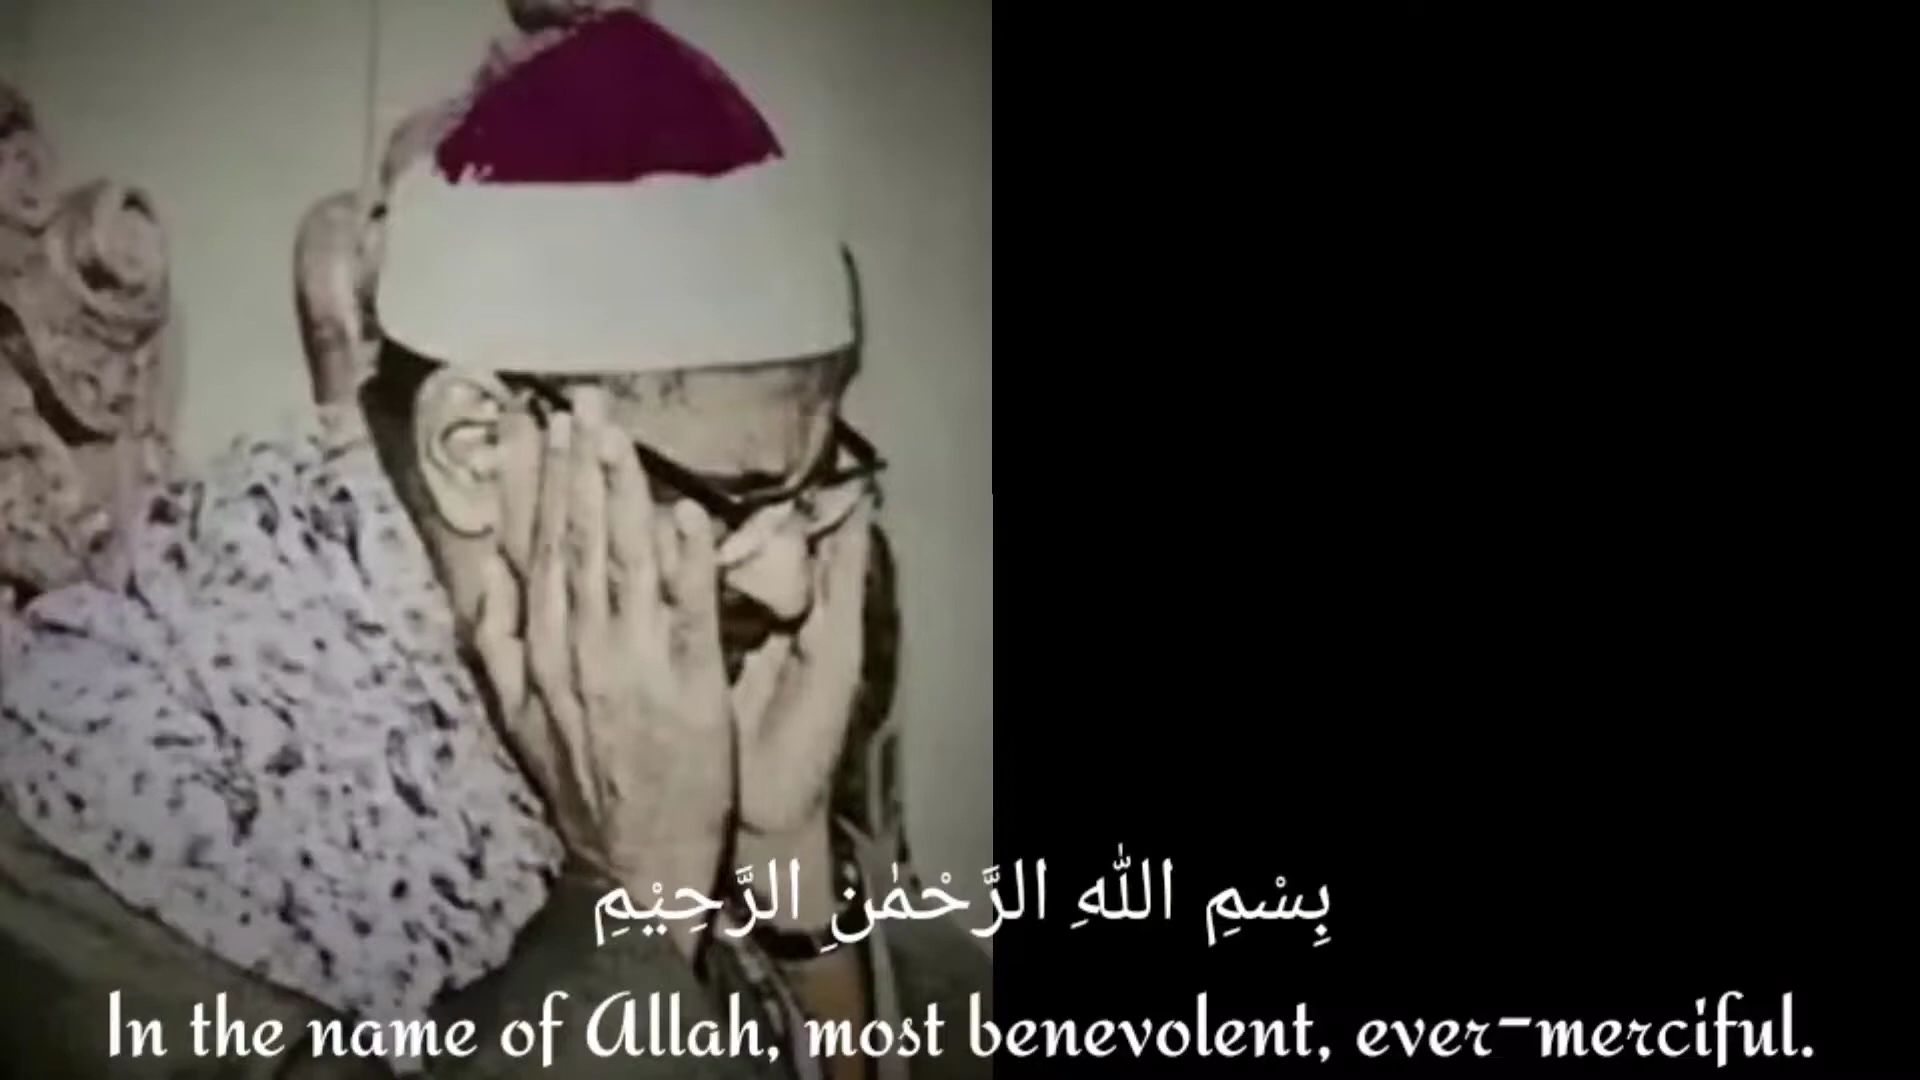 بِسْمِ اللّٰهِ الرَّحْمٰنِ الرَّحِيْمِ
In the name of Allah, most benevolent, ever-merciful.